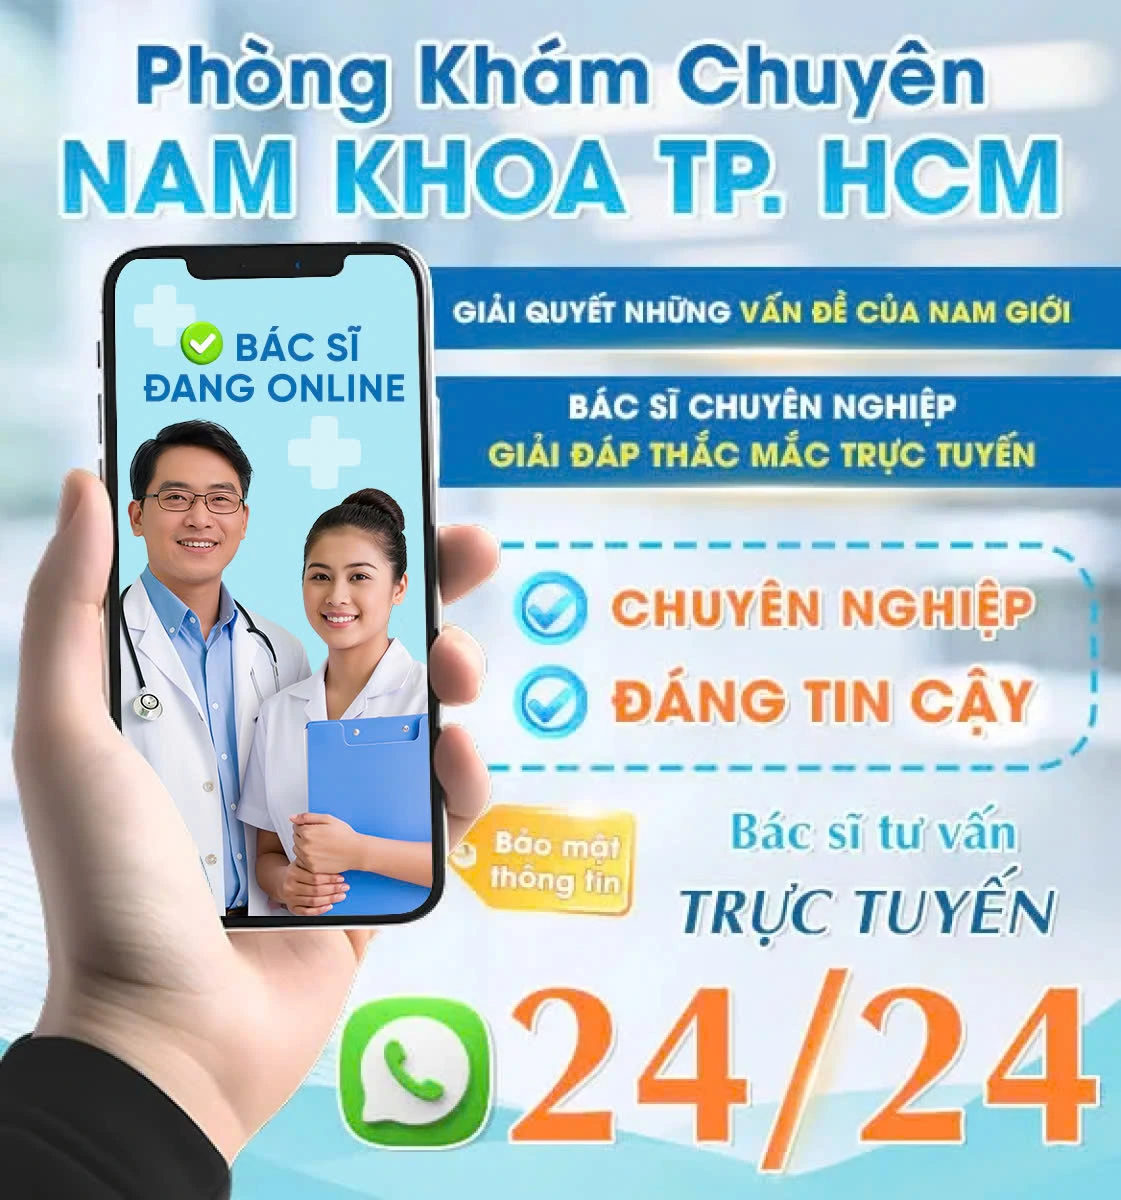 Phòng Khám Chuyên
NAM KHOA TP. HCM
BÁC SĨ
ĐANG ONLINE
GIẢI QUYẾT NHỮNG VẤN ĐỀ CỦA NAM GIỚI
BÁC SĨ CHUYÊN NGHIỆP
GIẢI ĐÁP THẮC MẮC TRỰC TUYẾN
CHUYÊN NGHIỆP
ĐÁNG TIN CẬY
Bảo mật
thông tin
Bác sĩ tư vấn
TRỰC TUYẾN
24/24